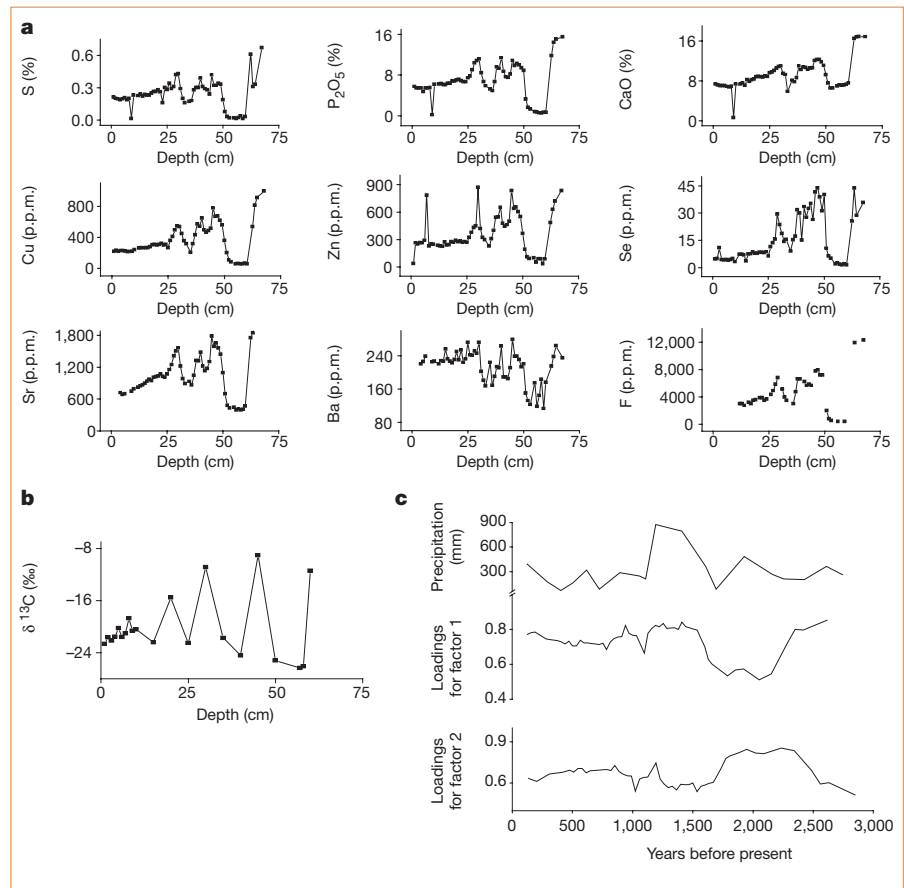 a
S (%)
0.6
0.3
0.0
0 25 50 75
Depth (cm)
P2O5 (%)
16
8
0
0 25 50 75
Depth (cm)
CaO (%)
16
8
0
0 25 50 75
Depth (cm)
Cu (p.p.m.)
800
400
0
0 25 50 75
Depth (cm)
Zn (p.p.m.)
900
600
300
0
0 25 50 75
Depth (cm)
Se (p.p.m.)
45
30
15
0
0 25 50 75
Depth (cm)
Sr (p.p.m.)
1,800
1,200
600
0
0 25 50 75
Depth (cm)
Ba (p.p.m.)
240
160
80
0 25 50 75
Depth (cm)
F (p.p.m.)
12,000
8,000
4000
0
0 25 50 75
Depth (cm)
b
δ 13C (‰)
–8
–16
–24
0 25 50 75
Depth (cm)
c
Precipitation
(mm)
900
600
300
Loadings
for factor 1
0.8
0.6
0.4
Loadings
for factor 2
0.9
0.6
0 500 1,000 1,500 2,000 2,500 3,000
Years before present